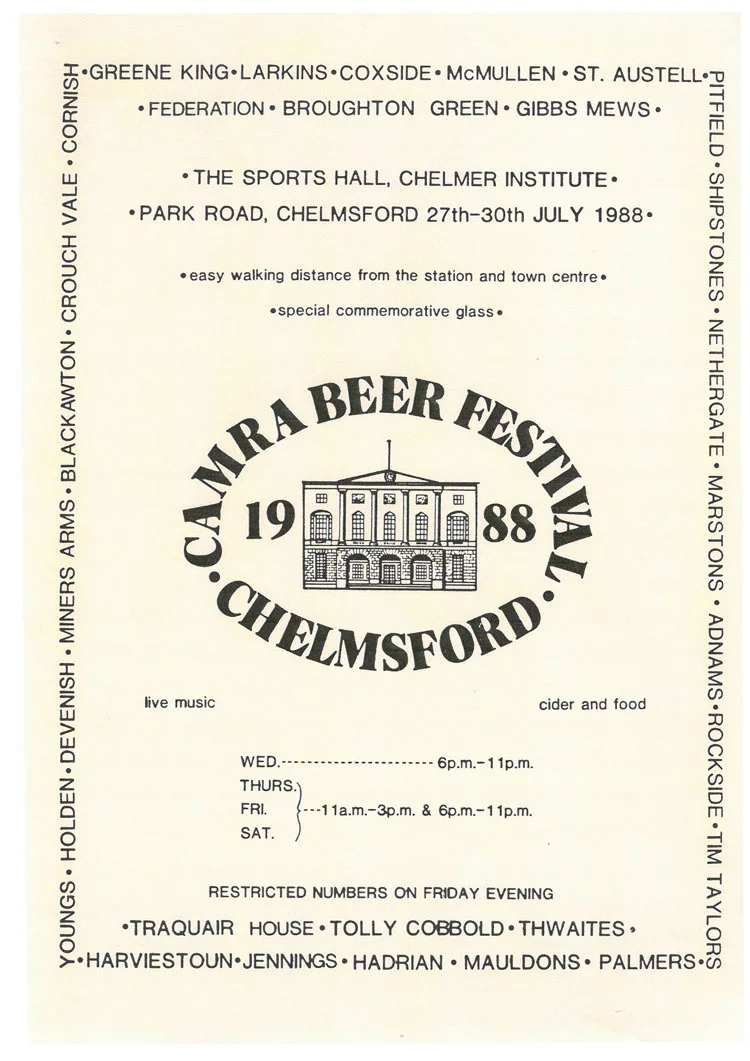 •GREENE KING•LARKINS•COXSIDE• McMULLEN • ST. AUSTELL•
•FEDERATION• BROUGHTON GREEN• GIBBS MEWS•
•THE SPORTS HALL, CHELMER INSTITUTE•
•PARK ROAD, CHELMSFORD 27th-30th JULY 1988•
•easy walking distance from the station and town centre•
•special commemorative glass•
CAMRA BEER FESTIVAL
1988
•CHELMSFORD•
live music
cider and food
WED.---------------------- 6p.m.-11p.m.
THURS.
FRI. ---11a.m.-3p.m. & 6p.m.-11p.m.
SAT.
RESTRICTED NUMBERS ON FRIDAY EVENING
•TRAQUAIR HOUSE•TOLLY COBBOLD•THWAITES•
•HARVIESTOUN•JENNINGS• HADRIAN • MAULDONS• PALMERS•
YOUNGS• HOLDEN• DEVENISH • MINERS ARMS• BLACKAWTON• CROUCH VALE • CORNISH
PITFIELD• SHIPSTONES• NETHERGATE • MARSTONS • ADNAMS•ROCKSIDE•TIM TAYLORS